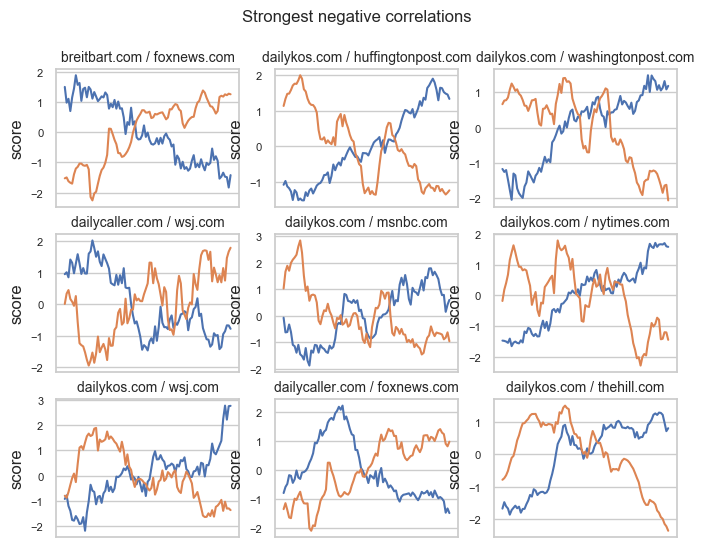 Strongest negative correlations
breitbart.com / foxnews.com
dailykos.com / huffingtonpost.com
dailykos.com / washingtonpost.com
2
1
0
−1
−2
score
2
1
0
−1
score
2
1
0
−1
−2
score
dailycaller.com / wsj.com
dailykos.com / msnbc.com
dailykos.com / nytimes.com
2
1
0
−1
−2
score
3
2
1
0
−1
−2
score
2
1
0
−1
−2
score
dailykos.com / wsj.com
dailycaller.com / foxnews.com
dailykos.com / thehill.com
3
2
1
0
−1
−2
score
2
1
0
−1
−2
score
1
0
−1
−2
score